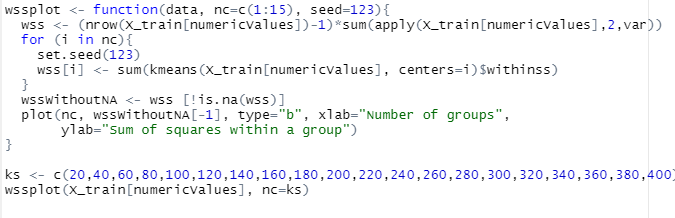 wssplot <- function(data, nc=c(1:15), seed=123){
  wss <- (nrow(X_train[numericValues])-1)*sum(apply(X_train[numericValues],2,var))
  for (i in nc){
    set.seed(123)
    wss[i] <- sum(kmeans(X_train[numericValues], centers=i)$withinss)
  }
  wssWithoutNA <- wss [!is.na(wss)]
  plot(nc, wssWithoutNA[-1], type="b", xlab="Number of groups",
       ylab="Sum of squares within a group")
}
ks <- c(20,40,60,80,100,120,140,160,180,200,220,240,260,280,300,320,340,360,380,400)
wssplot(X_train[numericValues], nc=ks)